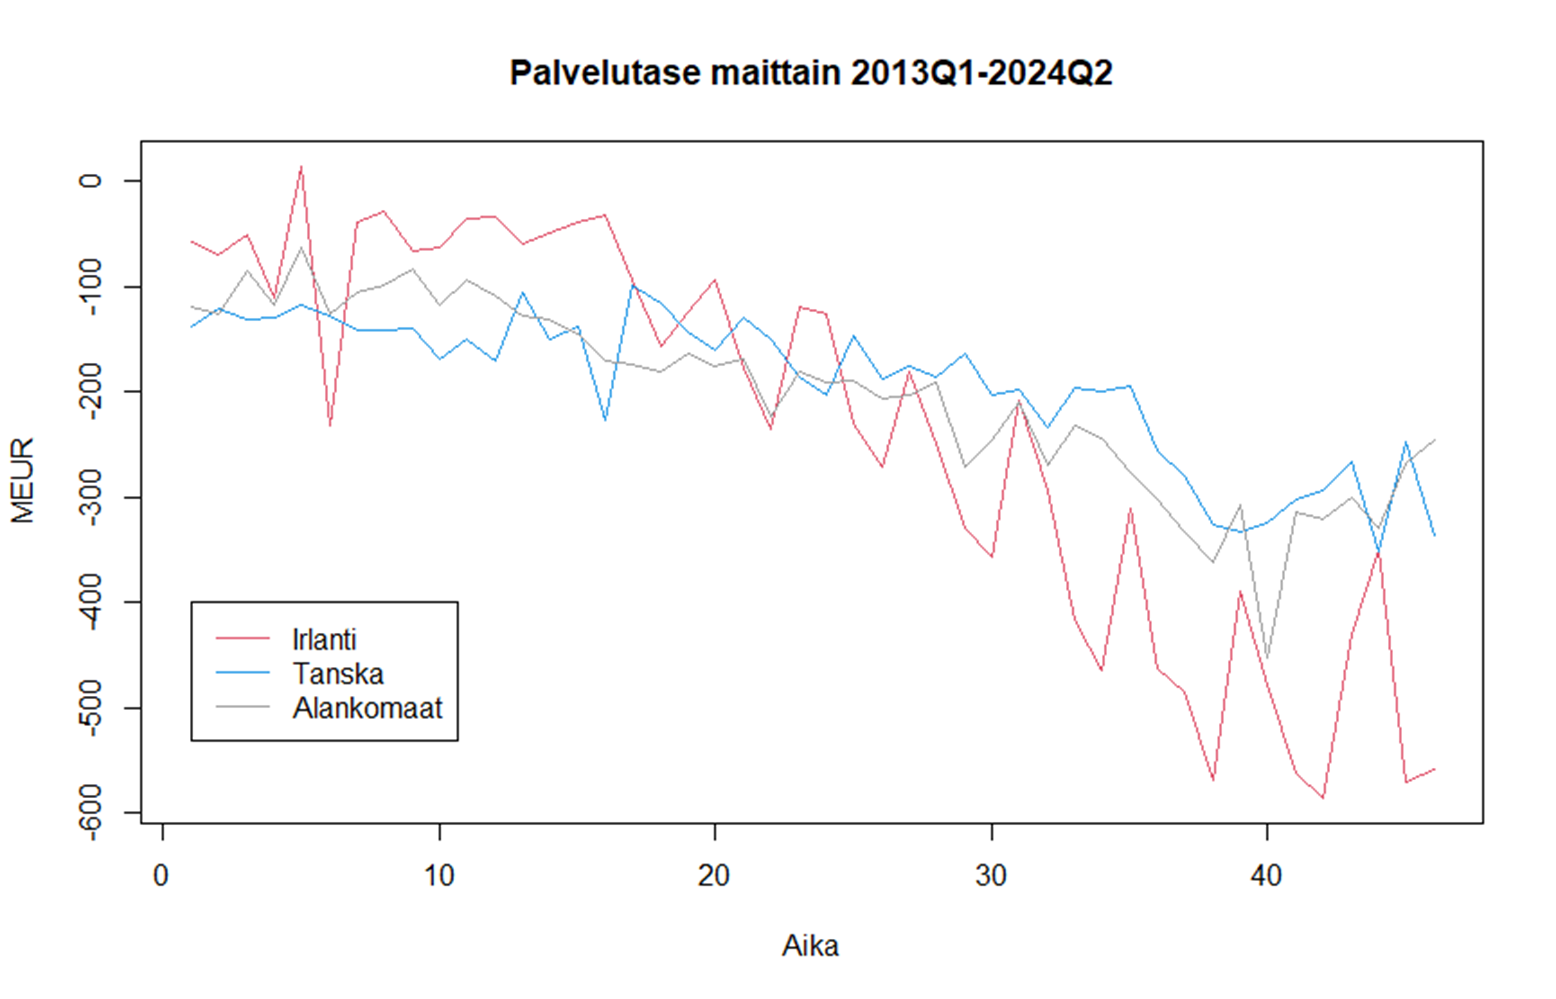 Palvelutase maittain 2013Q1-2024Q2
MEUR
0
-100
-200
-300
-400
-500
-600
Irlanti
Tanska
Alankomaat
0 10 20 30 40
Aika